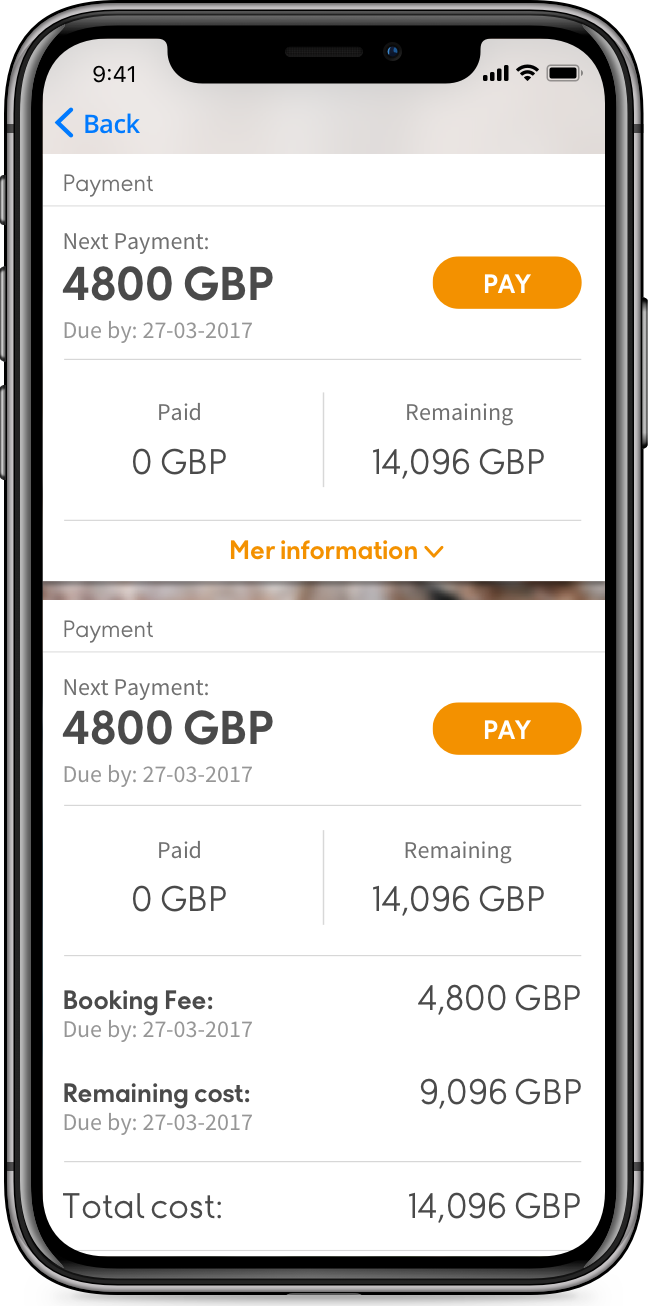 9:41
Back
Payment
Next Payment:
4800 GBP
PAY
Due by: 27-03-2017
Paid
Remaining
0 GBP
14,096 GBP
Mer information
Payment
Next Payment:
4800 GBP
PAY
Due by: 27-03-2017
Paid
Remaining
0 GBP
14,096 GBP
Booking Fee:
4,800 GBP
Due by: 27-03-2017
Remaining cost:
9,096 GBP
Due by: 27-03-2017
Total cost:
14,096 GBP